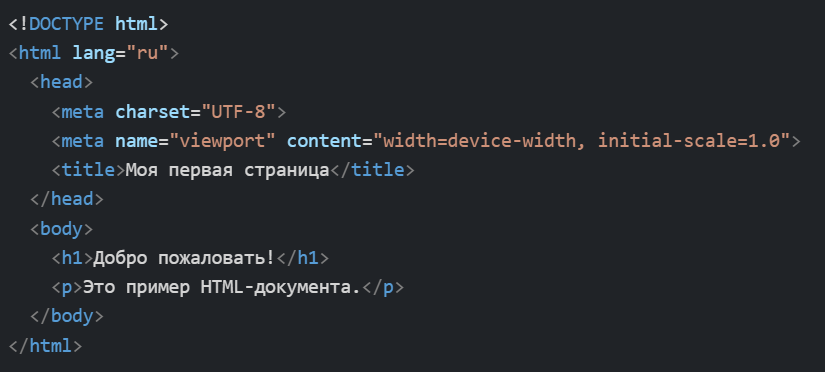 <!DOCTYPE html>
<html lang="ru">
  <head>
    <meta charset="UTF-8">
    <meta name="viewport" content="width=device-width, initial-scale=1.0">
    <title>Моя первая страница</title>
  </head>
  <body>
    <h1>Добро пожаловать!</h1>
    <p>Это пример HTML-документа.</p>
  </body>
</html>